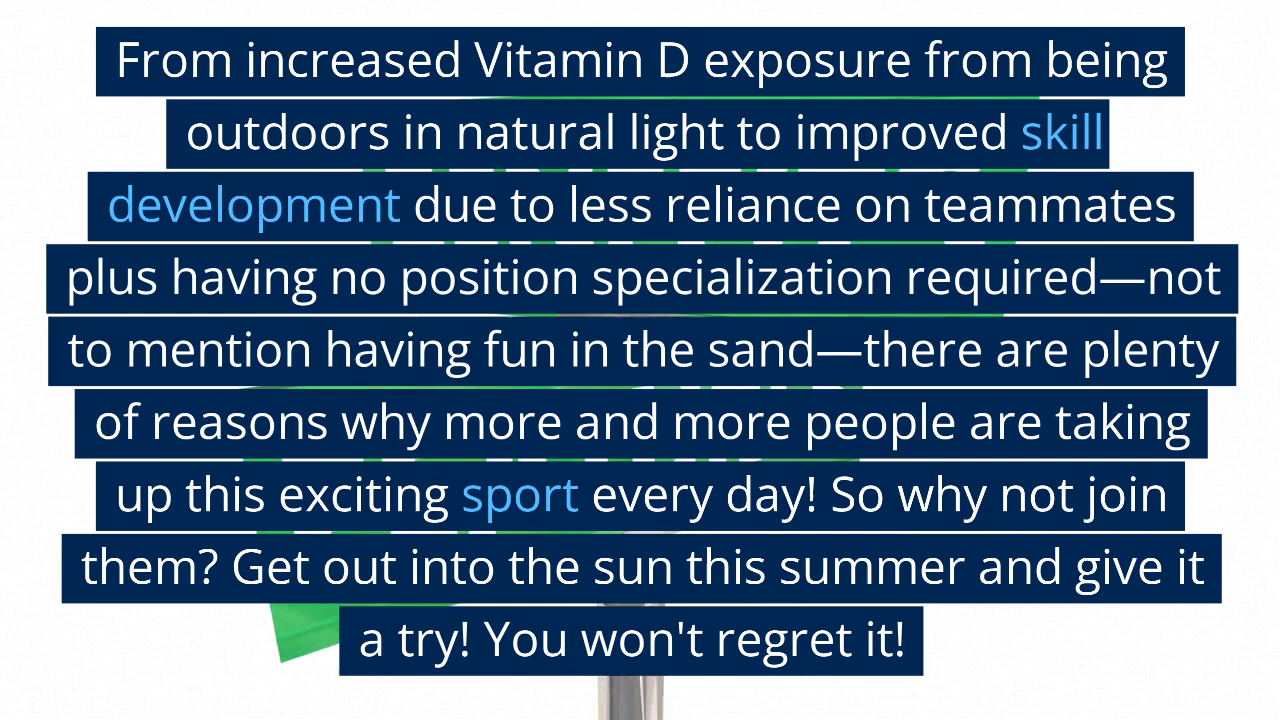 From increased Vitamin D exposure from being
outdoors in natural light to improved skill
development due to less reliance on teammates
plus having no position specialization required—not
to mention having fun in the sand—there are plenty
of reasons why more and more people are taking
up this exciting sport every day! So why not join
them? Get out into the sun this summer and give it
a try! You won't regret it!